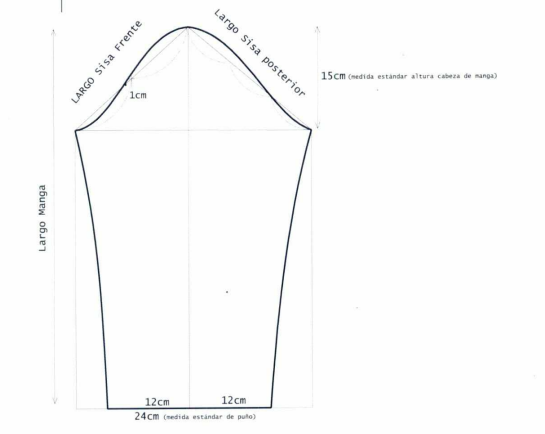 LARGO Sisa Frente
Largo Sisa posterior
15cm (medida estándar altura cabeza de manga)
1cm
Largo Manga
12cm
12cm
24cm (medida estándar de puño)